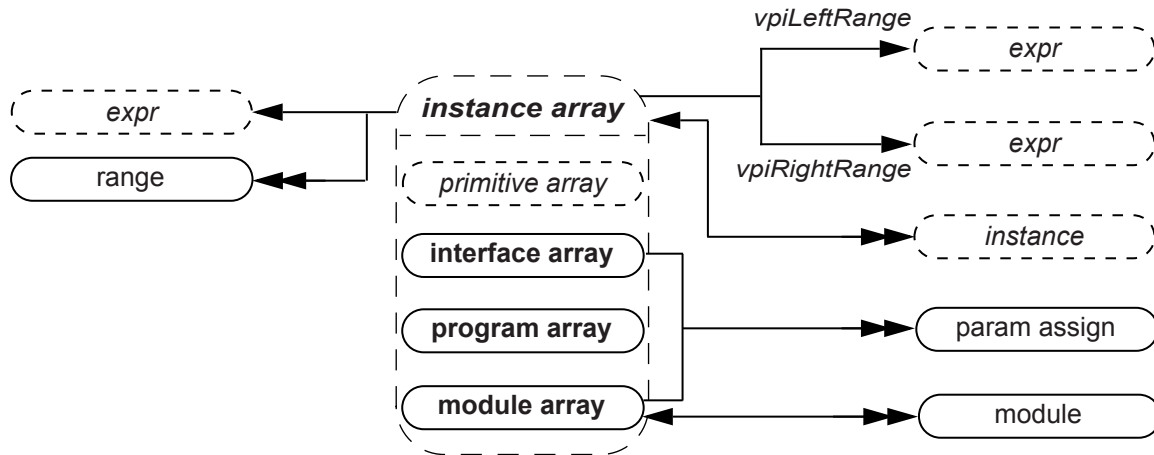 vpiLeftRange
expr
instance array
expr
expr
range
vpiRightRange
primitive array
instance
interface array
program array
param assign
module array
module